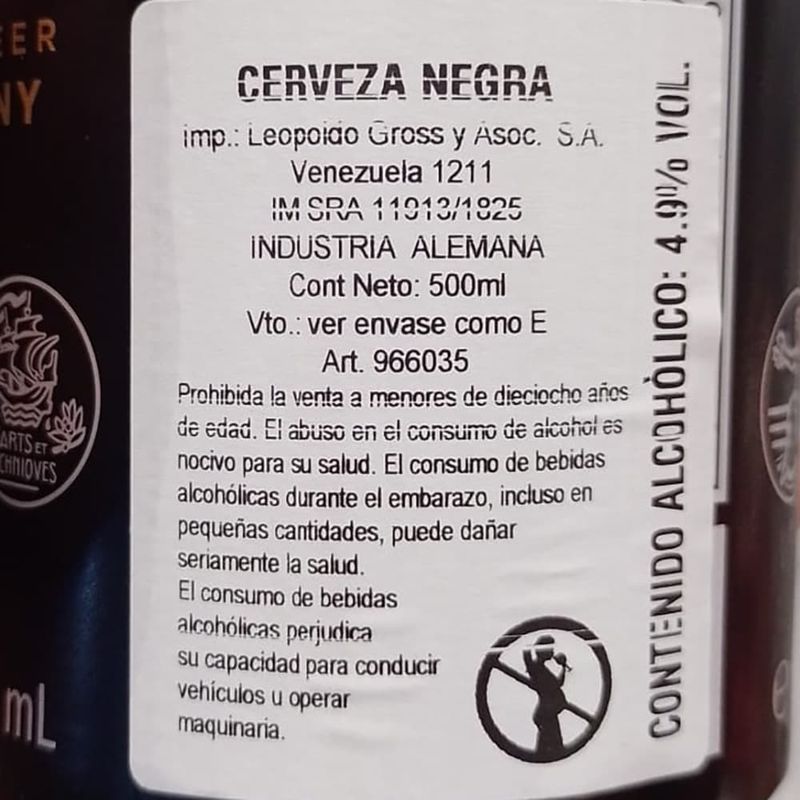 CERVEZA NEGRA
imp.: Leopoldo Gross y Asoc. S.A.
Venezuela 1211
IM SRA 11913/1825
INDUSTRIA ALEMANA
Cont Neto: 500ml
Vto.: ver envase como E
Art. 966035
Prohibida la venta a menores de dieciocho años
de edad. El abuso en el consumo de alcohol es
nocivo para su salud. El consumo de bebidas
alcohólicas durante el embarazo, incluso en
pequeñas cantidades, puede dañar
seriamente la salud.
El consumo de bebidas
alcohólicas perjudica
su capacidad para conducir
vehículos u operar
maquinaria.
CONTENIDO ALCOHÓLICO: 4.9% VOL.
EER
NY
ARTS ET
CHNIQVES
mL